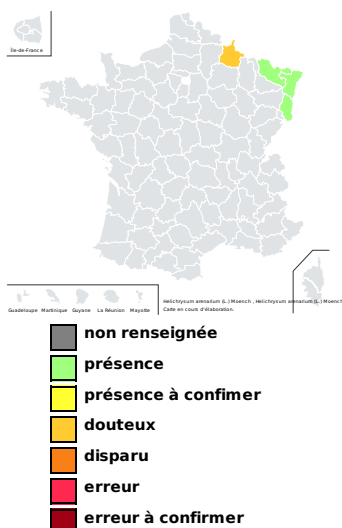 Île-de-France
Guadeloupe Martinique Guyane La Réunion Mayotte
Helichrysum arenarium (L.) Moench , Helichrysum arenarium (L.) Moench
Carte en cours d'élaboration.
non renseignée
présence
présence à confimer
douteux
disparu
erreur
erreur à confirmer